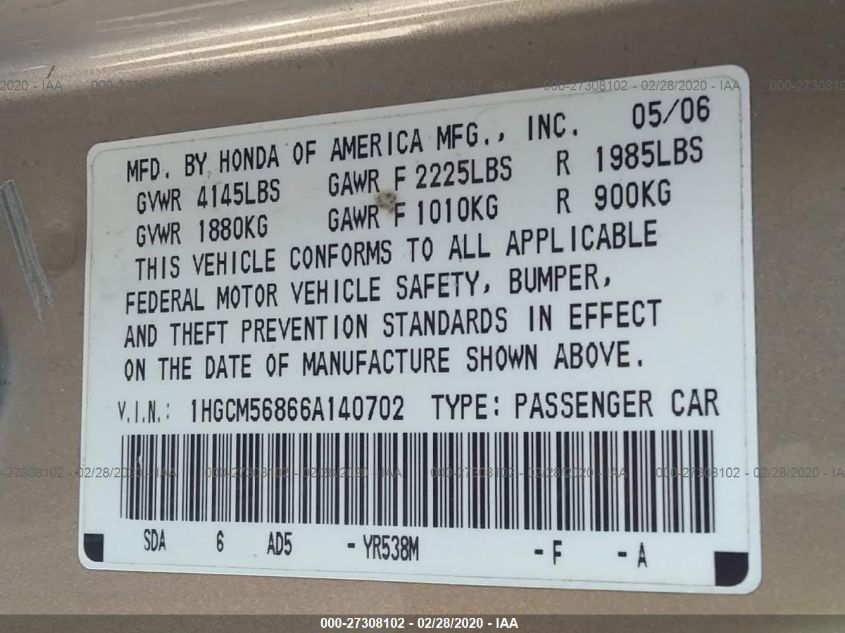 MFD. BY HONDA OF AMERICA MFG., INC. 05/06
GVWR 4145LBS GAWR F 2225LBS R 1985LBS
GVWR 1880KG GAWR F 1010KG R 900KG
THIS VEHICLE CONFORMS TO ALL APPLICABLE
FEDERAL MOTOR VEHICLE SAFETY, BUMPER,
AND THEFT PREVENTION STANDARDS IN EFFECT
ON THE DATE OF MANUFACTURE SHOWN ABOVE.
V.I.N.: 1HGCM56866A140702 TYPE: PASSENGER CAR
SDA 6 AD5 - YR538M - F - A
000-27308102 - 02/28/2020 - IAA